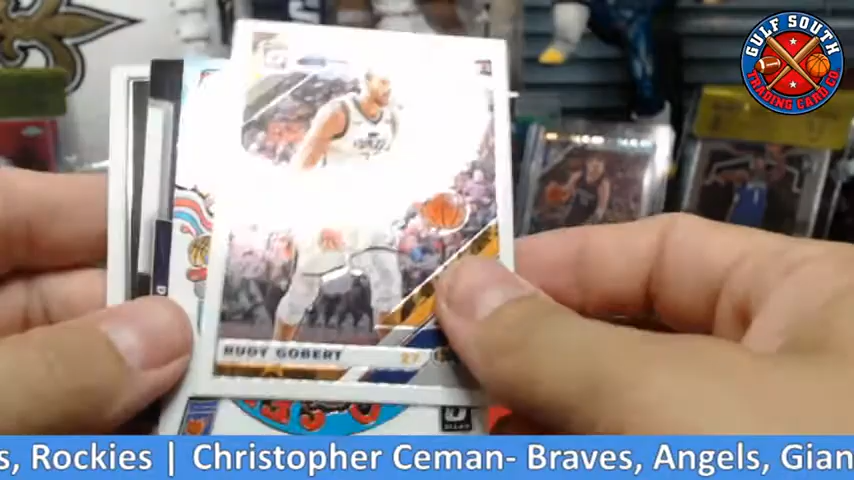 GULF SOUTH
TRADING CARD CO
RUDY GOBERT
27
s, Rockies | Christopher Ceman- Braves, Angels, Gian